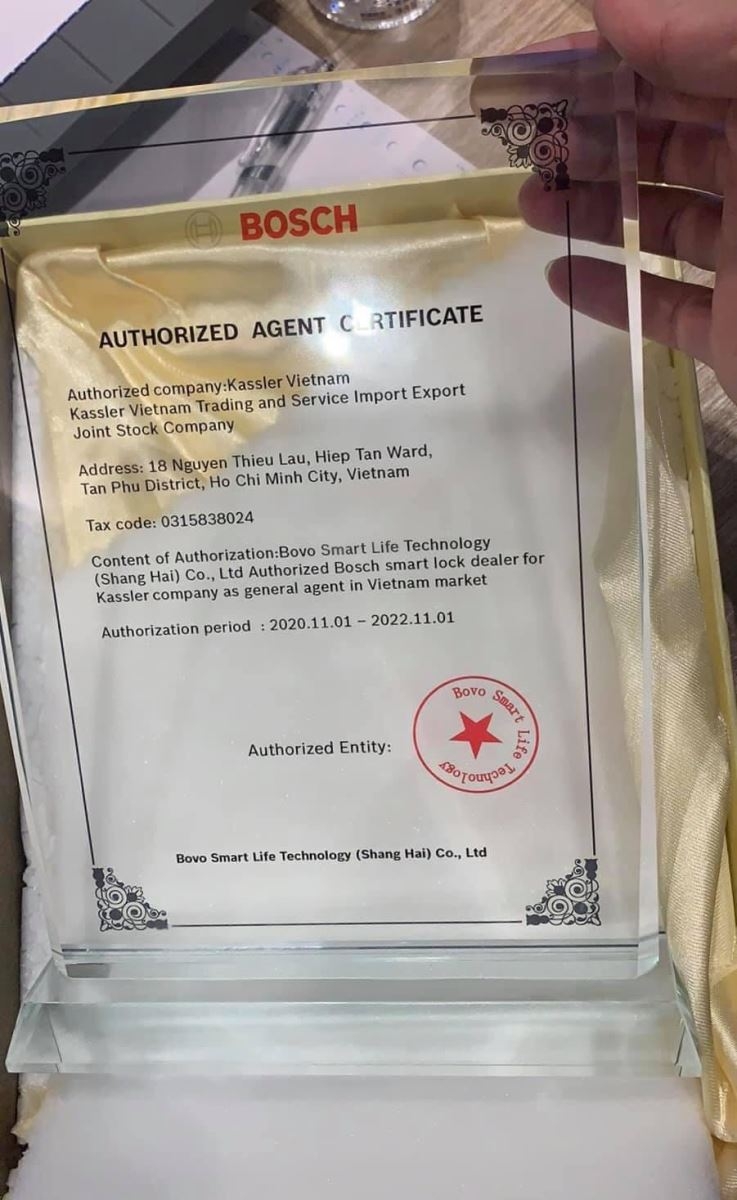 BOSCH
AUTHORIZED AGENT CERTIFICATE
Authorized company:Kassler Vietnam
Kassler Vietnam Trading and Service Import Export
Joint Stock Company
Address: 18 Nguyen Thieu Lau, Hiep Tan Ward,
Tan Phu District, Ho Chi Minh City, Vietnam
Tax code: 0315838024
Content of Authorization:Bovo Smart Life Technology
(Shang Hai) Co., Ltd Authorized Bosch smart lock dealer for
Kassler company as general agent in Vietnam market
Authorization period : 2020.11.01 – 2022.11.01
Authorized Entity:
Bovo Smart Life Technology
Bovo Smart Life Technology (Shang Hai) Co., Ltd